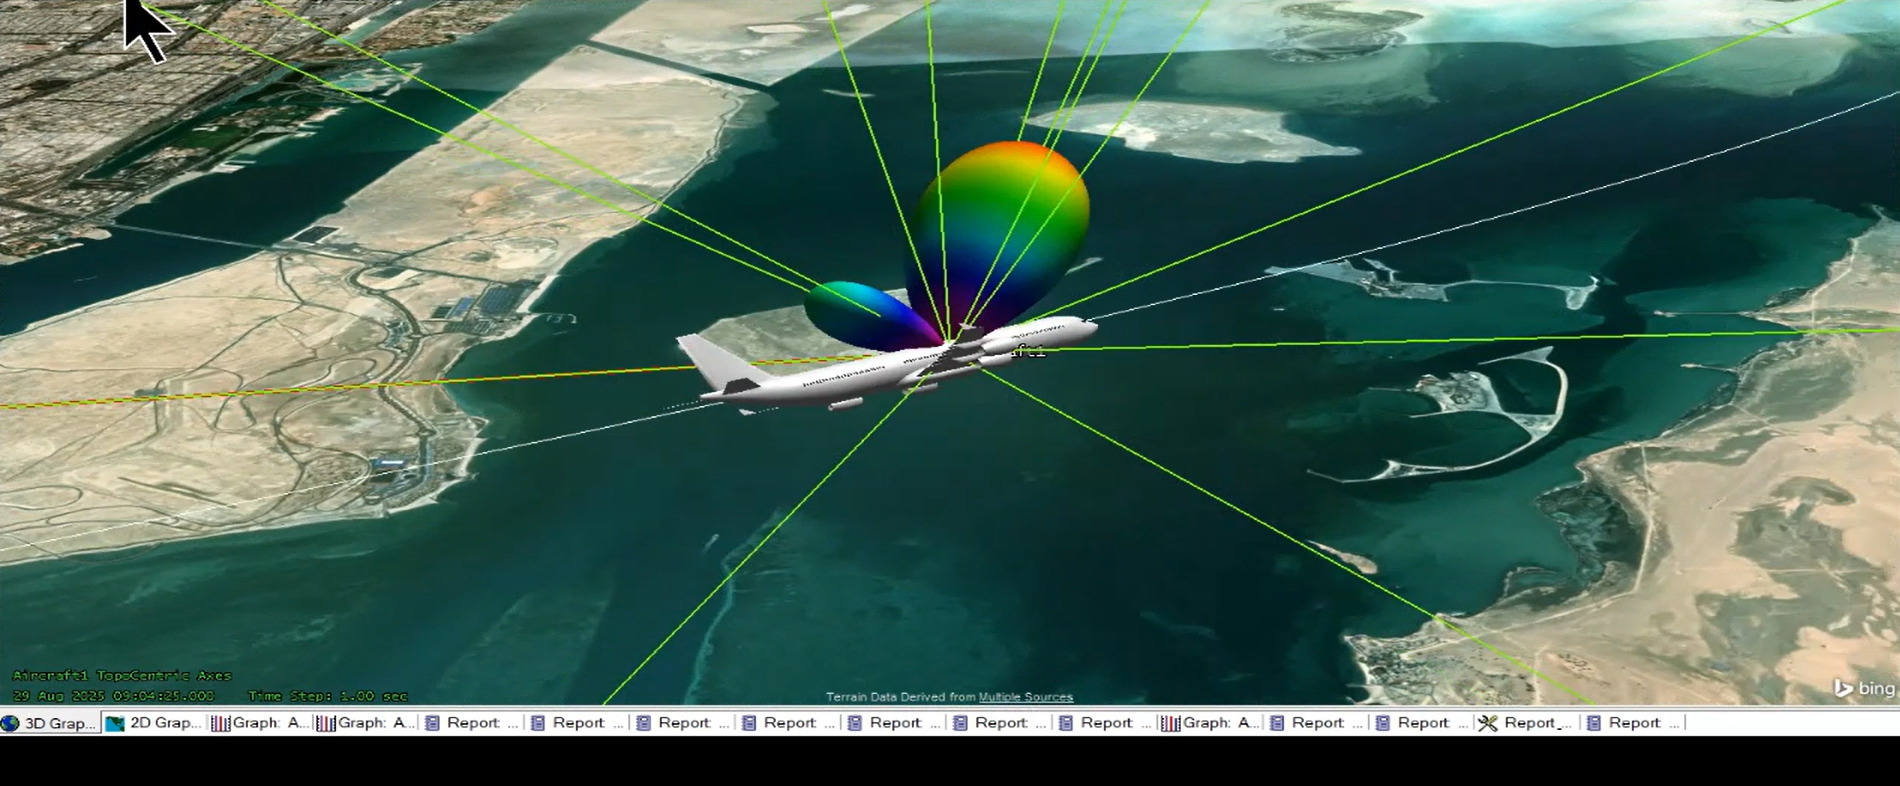 aft1
Aircraft1 TopoCentric Axes
29 Aug 2025 09:04:25.000 Time Step: 1.00 sec
Terrain Data Derived from Multiple Sources
bing
3D Grap... 2D Grap... Graph: A... Graph: A... Report: ... Report: ... Report: ... Report: ... Report: ... Report: ... Report: ... Graph: A... Report: ... Report: ... Report_... Report: ...